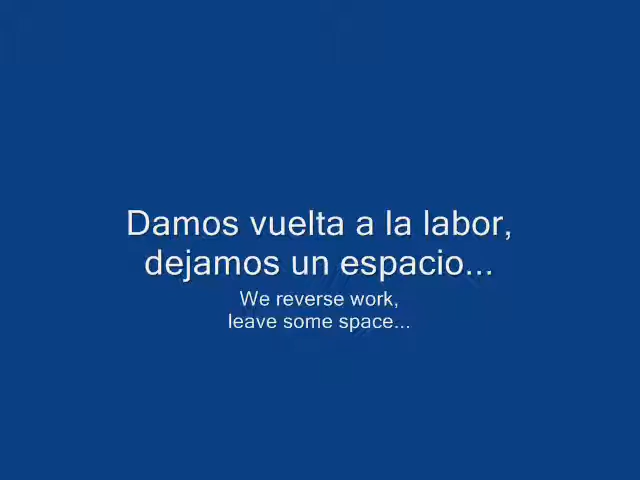 Damos vuelta a la labor,
dejamos un espacio...
We reverse work,
leave some space...